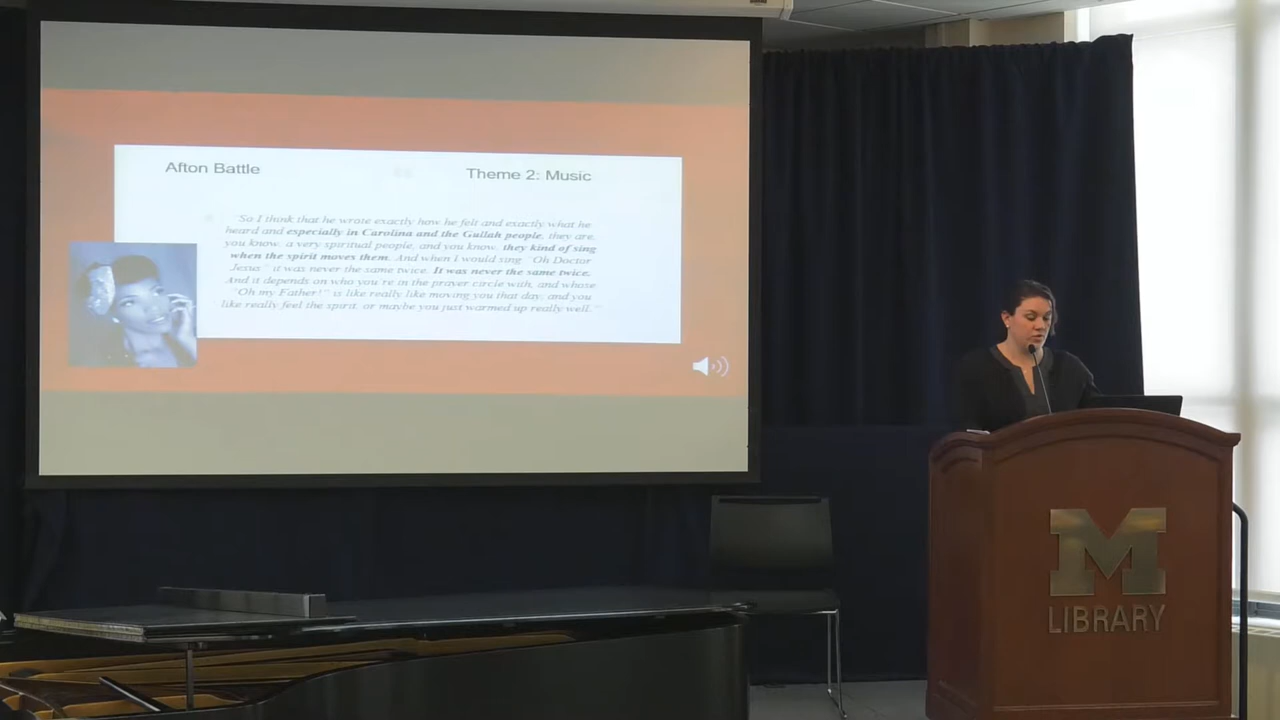 Afton Battle
Theme 2: Music
"So I think that he wrote exactly how he felt and exactly what he
heard and especially in Carolina and the Gullah people, they are,
you know, a very spiritual people, and you know, they kind of sing
when the spirit moves them. And when I would sing "Oh Doctor
Jesus" it was never the same twice. It was never the same twice.
And it depends on who you're in the prayer circle with, and whose
"Oh my Father!" is like really like moving you that day, and you
like really feel the spirit, or maybe you just warmed up really well."
M
LIBRARY